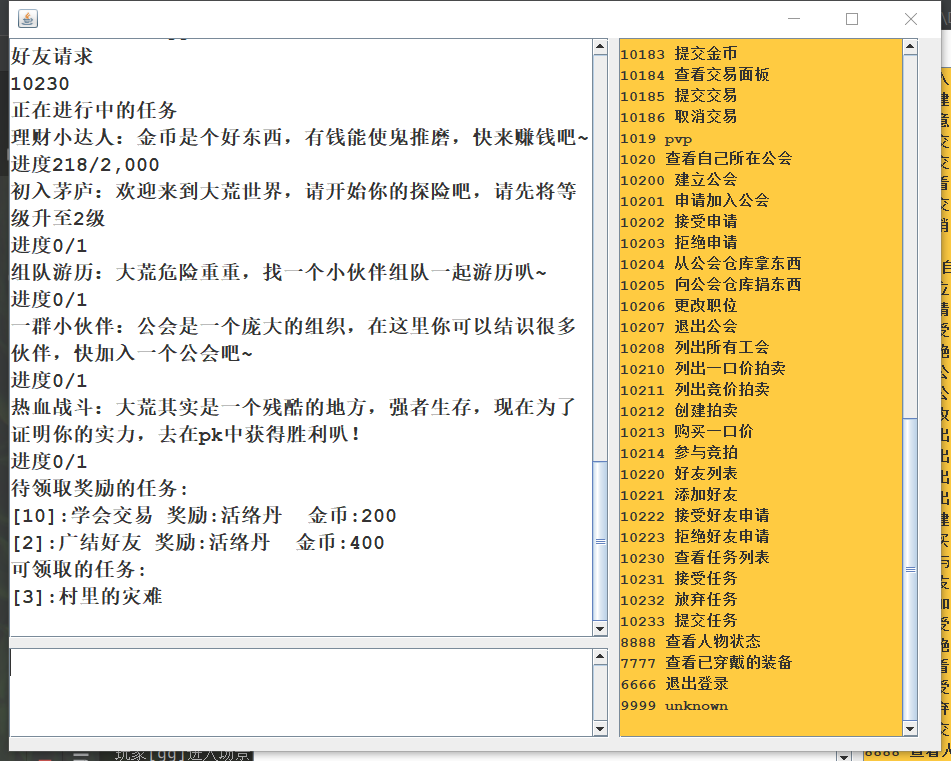 好友请求
10230
正在进行中的任务
理财小达人：金币是个好东西，有钱能使鬼推磨，快来赚钱吧~
进度218/2,000
初入茅庐：欢迎来到大荒世界，请开始你的探险吧，请先将等
级升至2级
进度0/1
组队游历：大荒危险重重，找一个小伙伴组队一起游历叭~
进度0/1
一群小伙伴：公会是一个庞大的组织，在这里你可以结识很多
伙伴，快加入一个公会吧~
进度0/1
热血战斗：大荒其实是一个残酷的地方，强者生存，现在为了
证明你的实力，去在pk中获得胜利叭！
进度0/1
待领取奖励的任务：
[10]:学会交易 奖励:活络丹  金币:200
[2]:广结好友 奖励:活络丹  金币:400
可领取的任务：
[3]:村里的灾难
10183 提交金币
10184 查看交易面板
10185 提交交易
10186 取消交易
1019 pvp
1020 查看自己所在公会
10200 建立公会
10201 申请加入公会
10202 接受申请
10203 拒绝申请
10204 从公会仓库拿东西
10205 向公会仓库捐东西
10206 更改职位
10207 退出公会
10208 列出所有工会
10210 列出一口价拍卖
10211 列出竞价拍卖
10212 创建拍卖
10213 购买一口价
10214 参与竞拍
10220 好友列表
10221 添加好友
10222 接受好友申请
10223 拒绝好友申请
10230 查看任务列表
10231 接受任务
10232 放弃任务
10233 提交任务
8888 查看人物状态
7777 查看已穿戴的装备
6666 退出登录
9999 unknown
玩家[gg]进入场景